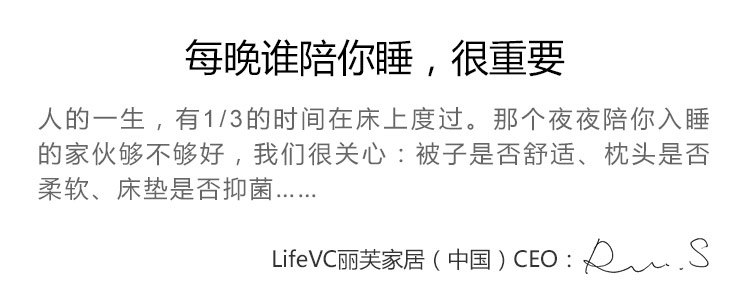 每晚谁陪你睡，很重要
人的一生，有1/3的时间在床上度过。那个夜夜陪你入睡
的家伙够不够好，我们很关心：被子是否舒适、枕头是否
柔软、床垫是否抑菌……
LifeVC丽芙家居（中国）CEO：